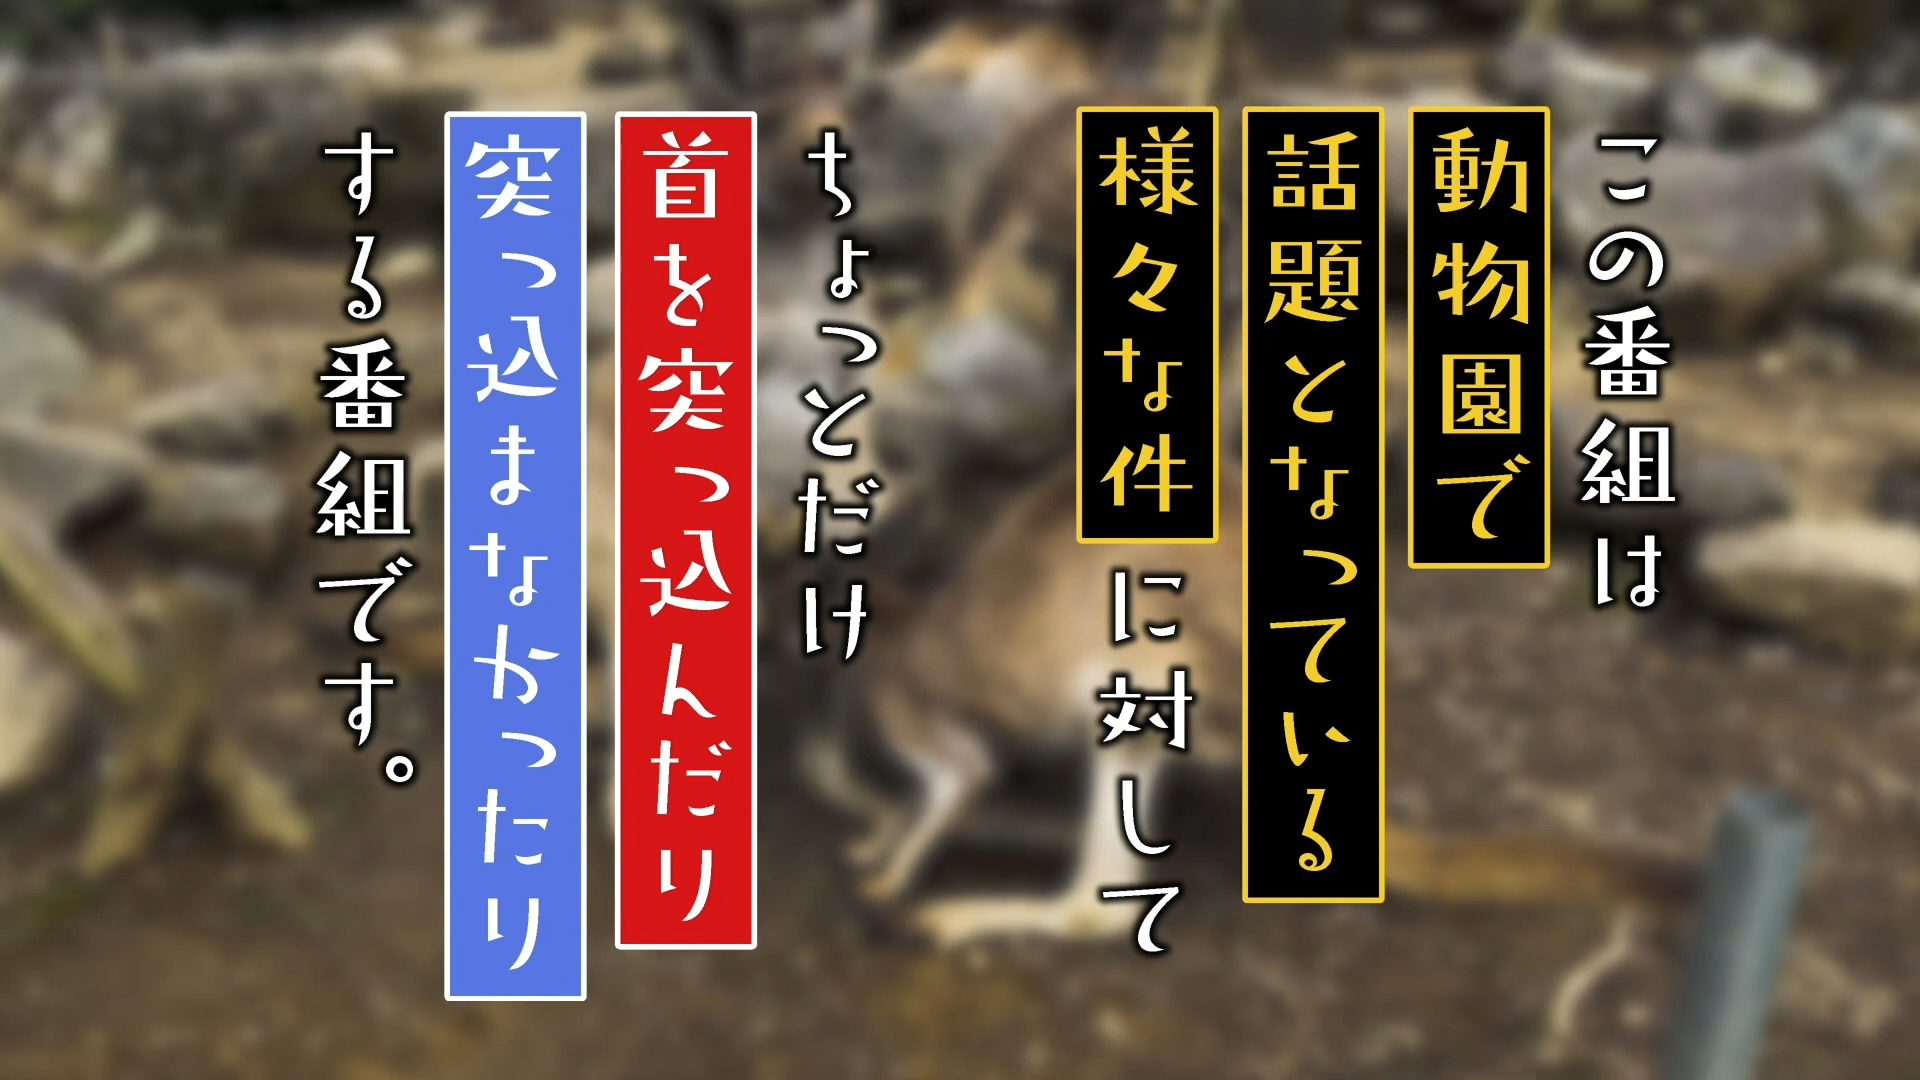 この番組は
動物園で
話題となっている
様々な件に対して
ちょっとだけ
首を突っ込んだり
突っ込まなかったり
する番組です。